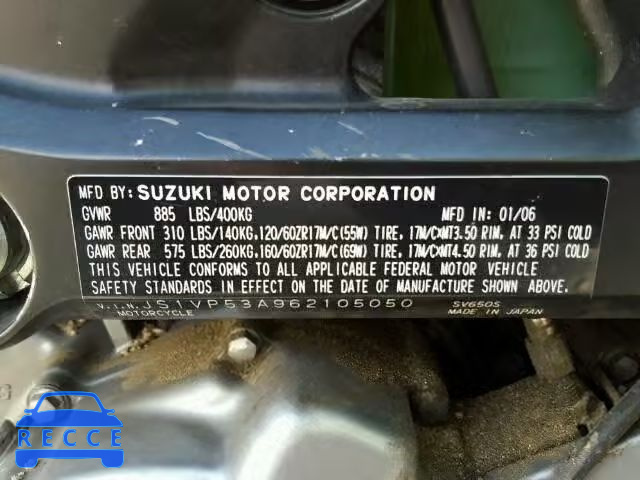 MFD BY: SUZUKI MOTOR CORPORATION
GVWR 885 LBS/400KG MFD IN: 01/06
GAWR FRONT 310 LBS/140KG,120/60ZR17M/C(55W) TIRE, 17M/C×MT3.50 RIM, AT 33 PSI COLD
GAWR REAR 575 LBS/260KG,160/60ZR17M/C(69W) TIRE, 17M/C×MT4.50 RIM, AT 36 PSI COLD
THIS VEHICLE CONFORMS TO ALL APPLICABLE FEDERAL MOTOR VEHICLE
SAFETY STANDARDS IN EFFECT ON THE DATE OF MANUFACTURE SHOWN ABOVE.
V.I.N. JS1VP53A962105050 SV650S
MOTORCYCLE MADE IN JAPAN
RECCE